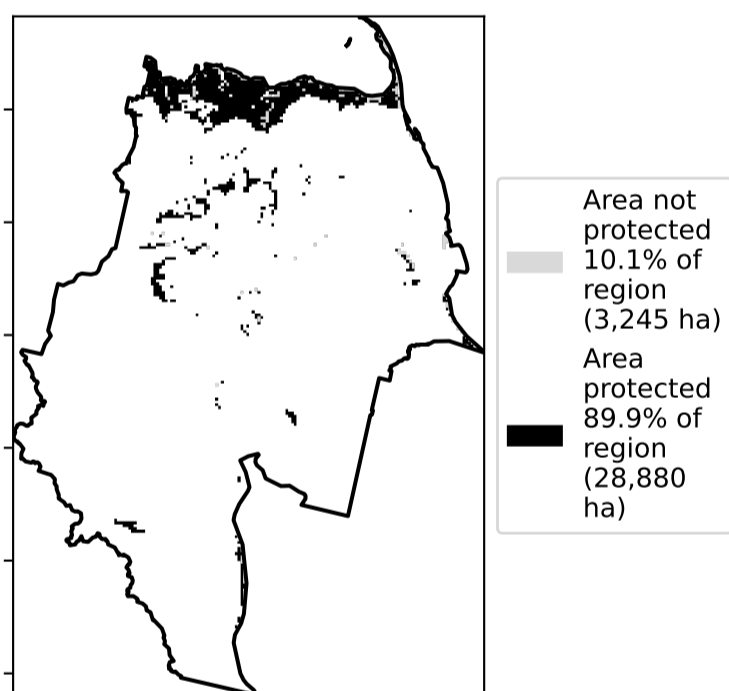 Area not
protected
10.1% of
region
(3,245 ha)
Area
protected
89.9% of
region
(28,880
ha)